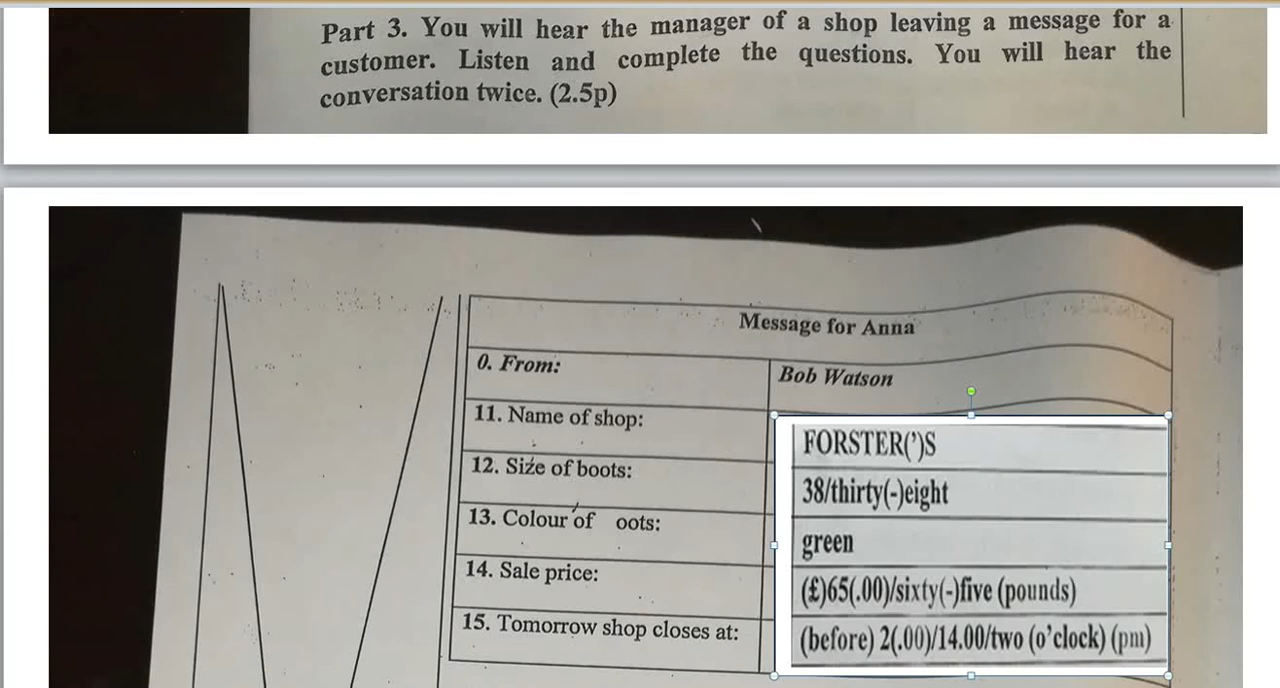 Part 3. You will hear the manager of a shop leaving a message for a
customer. Listen and complete the questions. You will hear the
conversation twice. (2.5p)
Message for Anna
0. From:
Bob Watson
11. Name of shop:
FORSTER(')S
12. Size of boots:
38/thirty(-)eight
13. Colour of oots:
green
14. Sale price:
(£)65(.00)/sixty(-)five (pounds)
15. Tomorrow shop closes at:
(before) 2(.00)/14.00/two (o'clock) (pm)